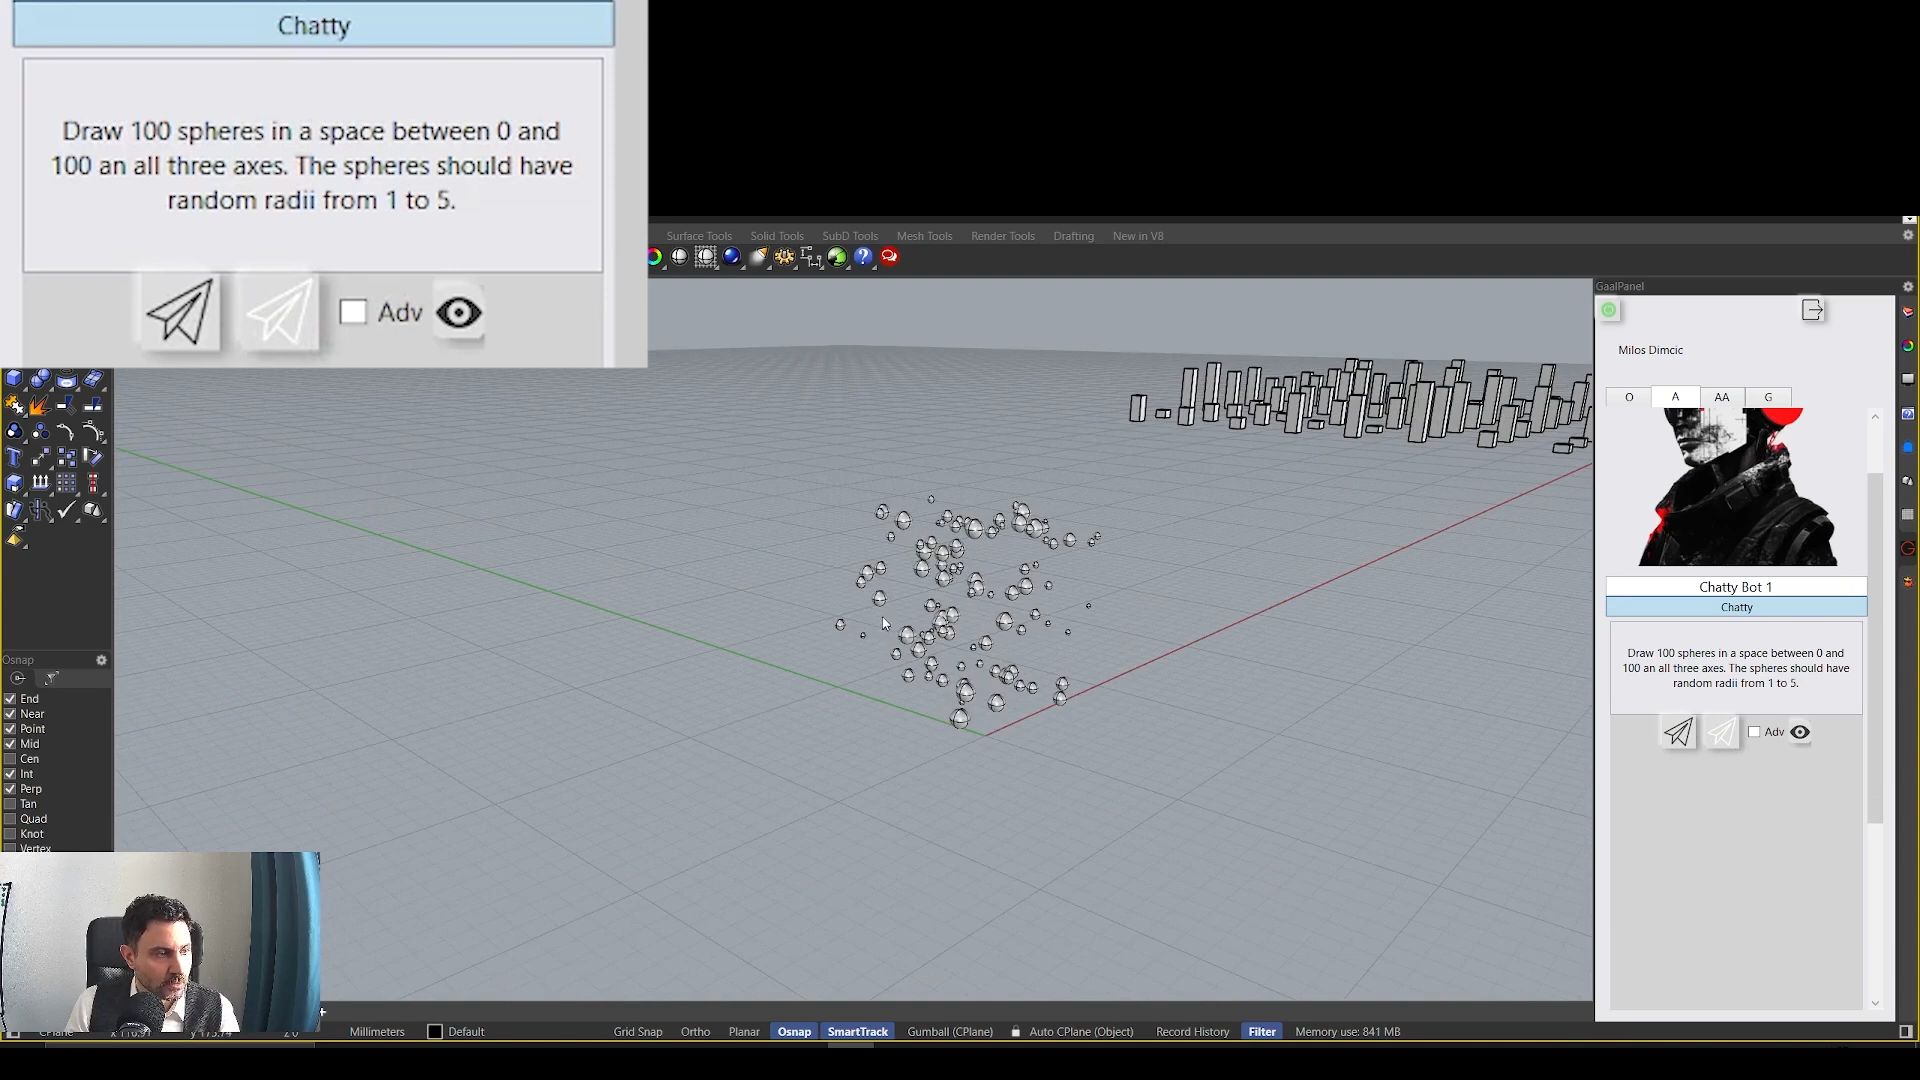 Chatty
Draw 100 spheres in a space between 0 and
100 an all three axes. The spheres should have
random radii from 1 to 5.
Adv
Surface Tools
Solid Tools
SubD Tools
Mesh Tools
Render Tools
Drafting
New in V8
GaalPanel
Milos Dimcic
O
A
AA
G
Chatty Bot 1
Chatty
Draw 100 spheres in a space between 0 and
100 an all three axes. The spheres should have
random radii from 1 to 5.
Adv
Osnap
End
Near
Point
Mid
Cen
Int
Perp
Tan
Quad
Knot
Vertex
Millimeters
Default
Grid Snap
Ortho
Planar
Osnap
SmartTrack
Gumball (CPlane)
Auto CPlane (Object)
Record History
Filter
Memory use: 841 MB